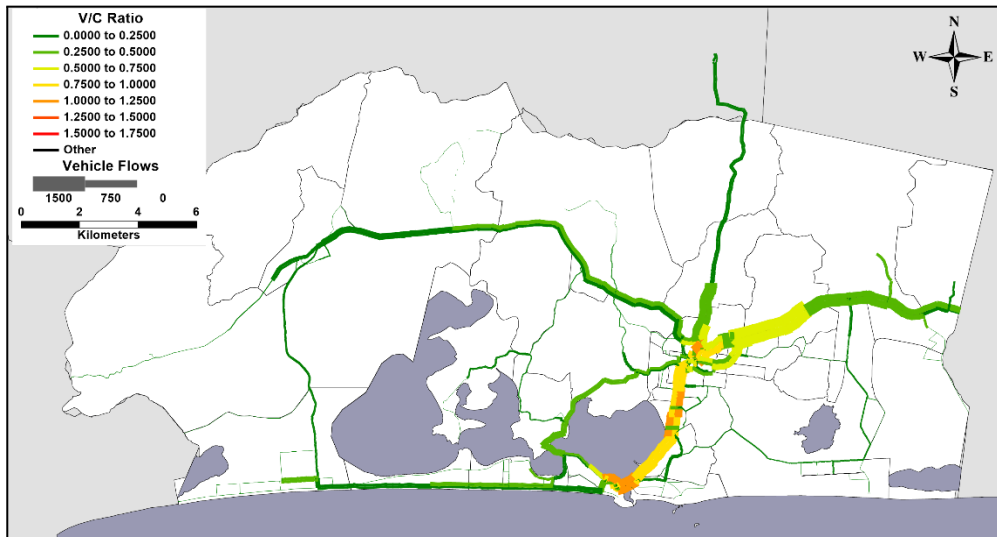 V/C Ratio
0.0000 to 0.2500
0.2500 to 0.5000
0.5000 to 0.7500
0.7500 to 1.0000
1.0000 to 1.2500
1.2500 to 1.5000
1.5000 to 1.7500
Other
Vehicle Flows
1500 750 0
0 2 4 6
Kilometers
N
W E
S